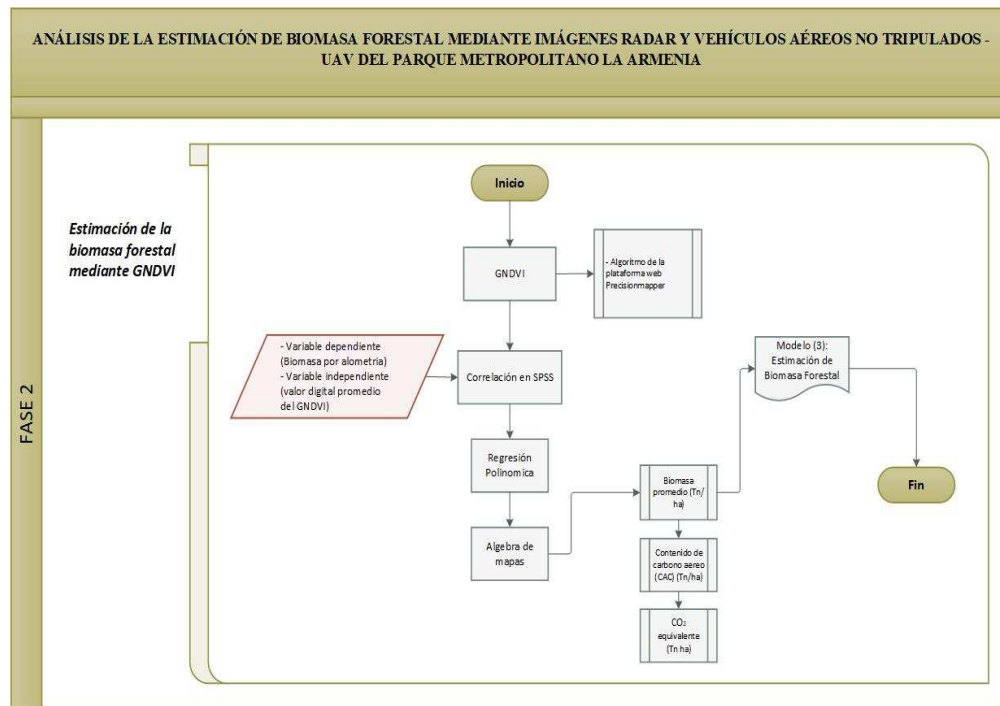 ANÁLISIS DE LA ESTIMACIÓN DE BIOMASA FORESTAL MEDIANTE IMÁGENES RADAR Y VEHÍCULOS AÉREOS NO TRIPULADOS -
UAV DEL PARQUE METROPOLITANO LA ARMENIA
FASE 2
Estimación de la
biomasa forestal
mediante GNDVI
Inicio
GNDVI
- Algoritmo de la
plataforma web
Precisionmapper
- Variable dependiente
(Biomasa por alometria)
- Variable independiente
(valor digital promedio
del GNDVI)
Correlación en SPSS
Regresión
Polinomica
Algebra de
mapas
Biomasa
promedio (Tn/
ha)
Contenido de
carbono aereo
(CAC) (Tn/ha)
CO₂
equivalente
(Tn ha)
Modelo (3):
Estimación de
Biomasa Forestal
Fin